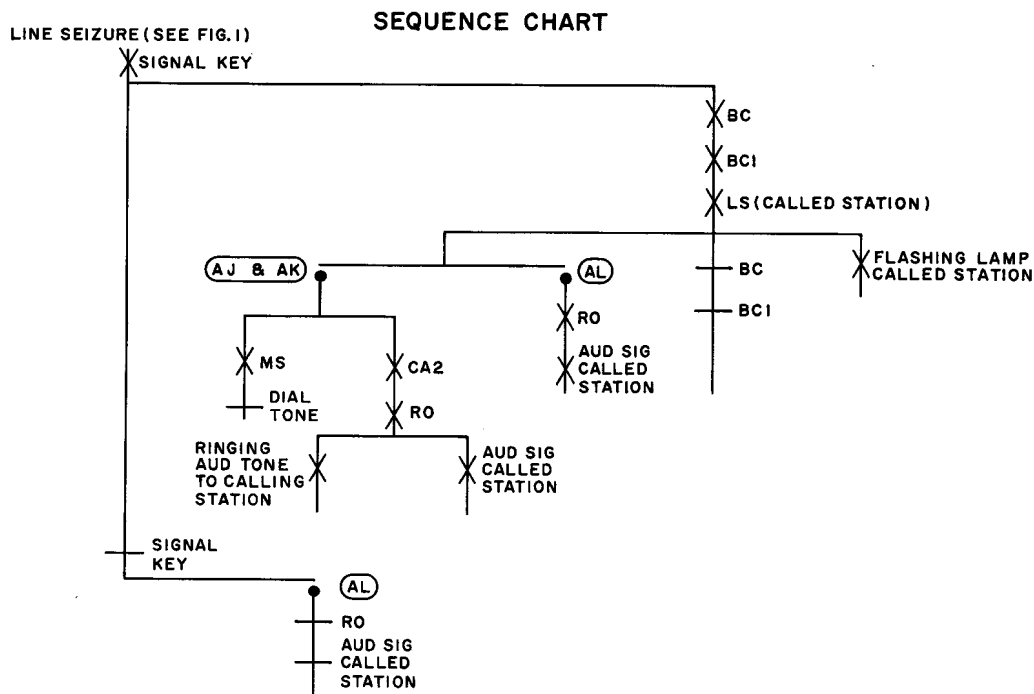 SEQUENCE CHART
LINE SEIZURE (SEE FIG. 1)
SIGNAL KEY
BC
BC1
LS (CALLED STATION)
AJ & AK
AL
BC
FLASHING LAMP
CALLED STATION
RO
BC1
MS
CA2
AUD SIG
CALLED
STATION
DIAL
TONE
RO
RINGING
AUD TONE
TO CALLING
STATION
AUD SIG
CALLED
STATION
SIGNAL
KEY
AL
RO
AUD SIG
CALLED
STATION